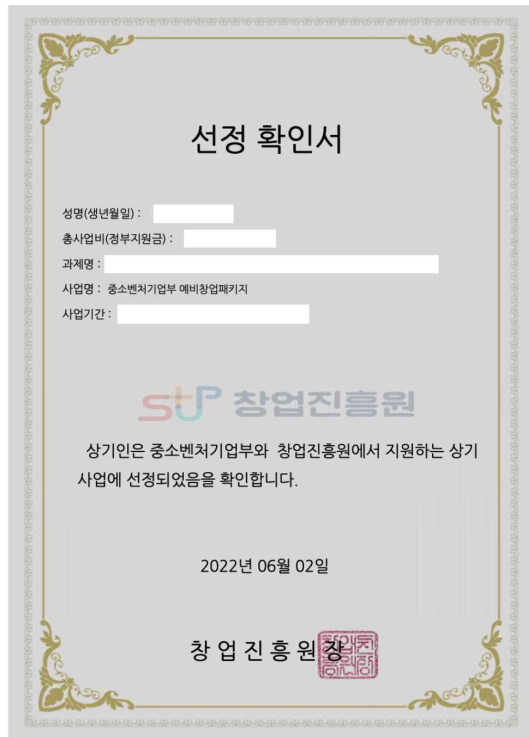 선정 확인서
성명(생년월일) :
총사업비(정부지원금) :
과제명 :
사업명 : 중소벤처기업부 예비창업패키지
사업기간 :
창업진흥원
상기인은 중소벤처기업부와 창업진흥원에서 지원하는 상기
사업에 선정되었음을 확인합니다.
2022년 06월 02일
창 업 진 흥 원 장